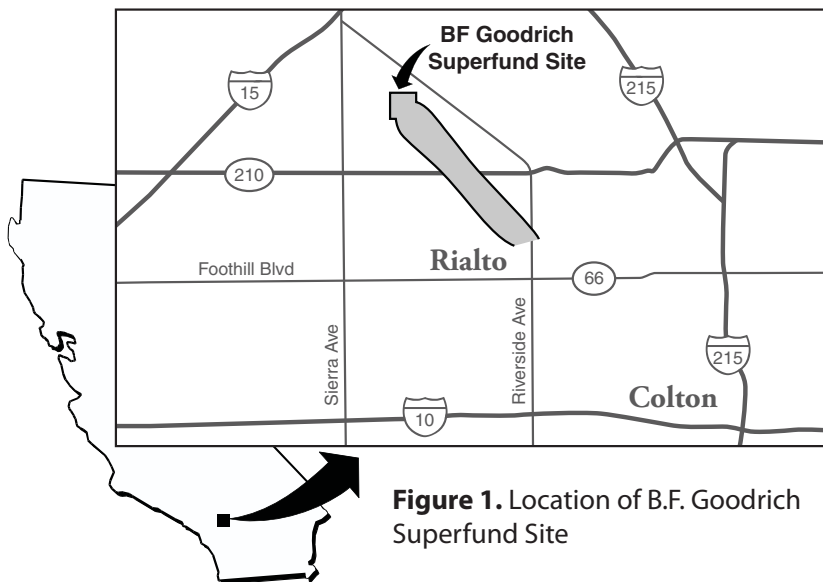 BF Goodrich
Superfund Site
15
215
210
Rialto
Foothill Blvd
66
Sierra Ave
Riverside Ave
215
Colton
10
Figure 1. Location of B.F. Goodrich
Superfund Site